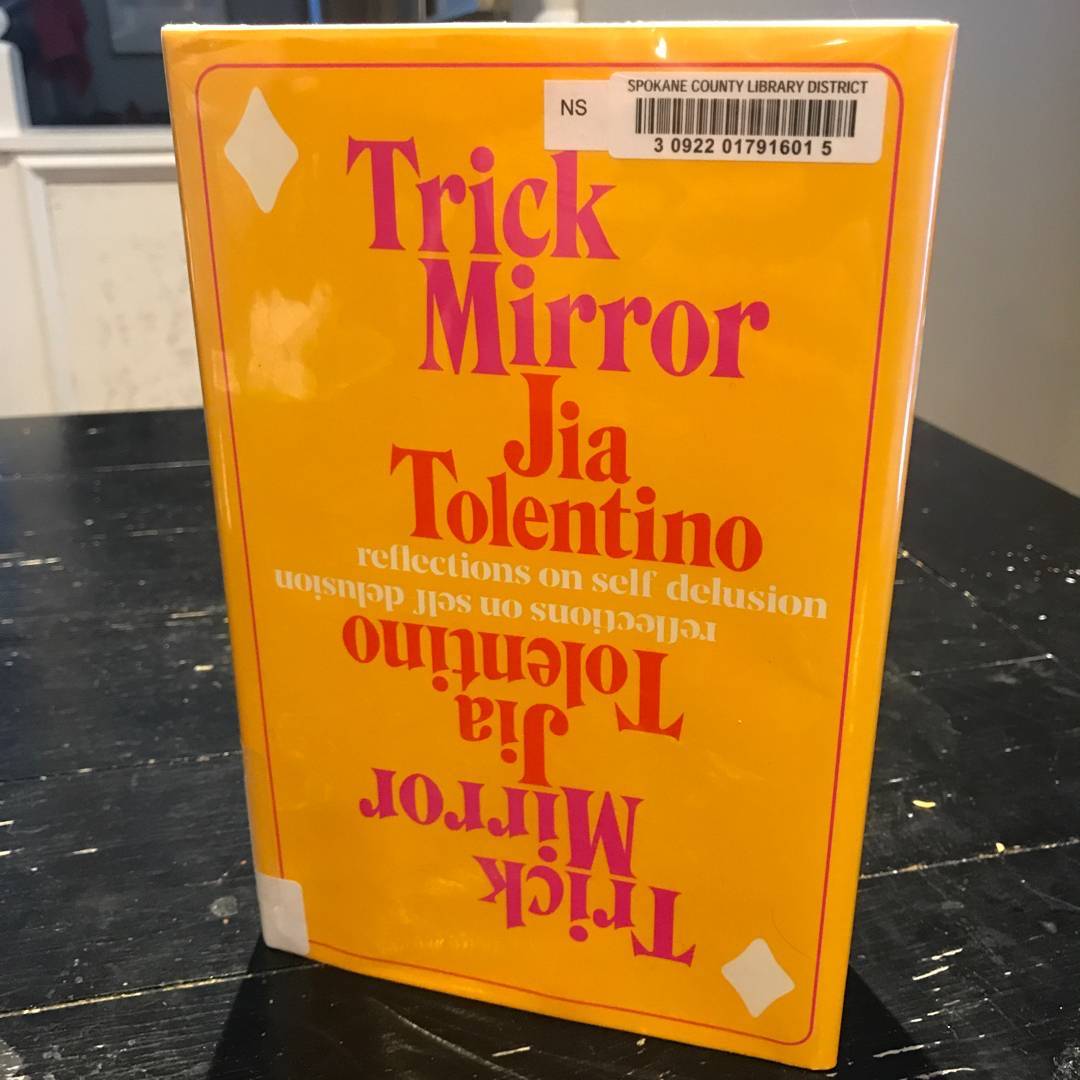 SPOKANE COUNTY LIBRARY DISTRICT
NS
3 0922 01791601 5
Trick
Mirror
Jia
Tolentino
reflections on self delusion
reflections on self delusion
Tolentino
Jia
Mirror
Trick